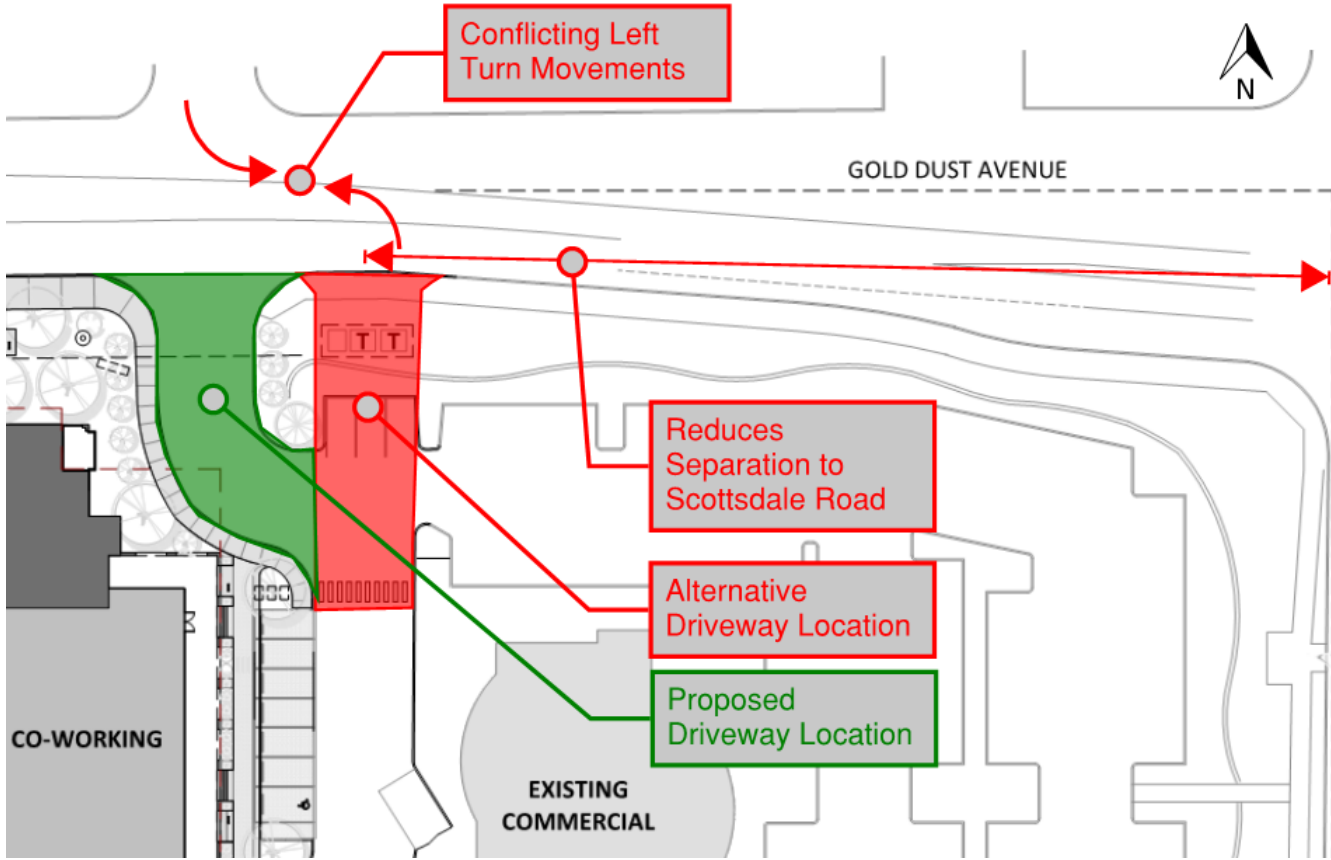 Conflicting Left
Turn Movements
N
GOLD DUST AVENUE
T T
Reduces
Separation to
Scottsdale Road
Alternative
Driveway Location
Proposed
Driveway Location
CO-WORKING
EXISTING
COMMERCIAL